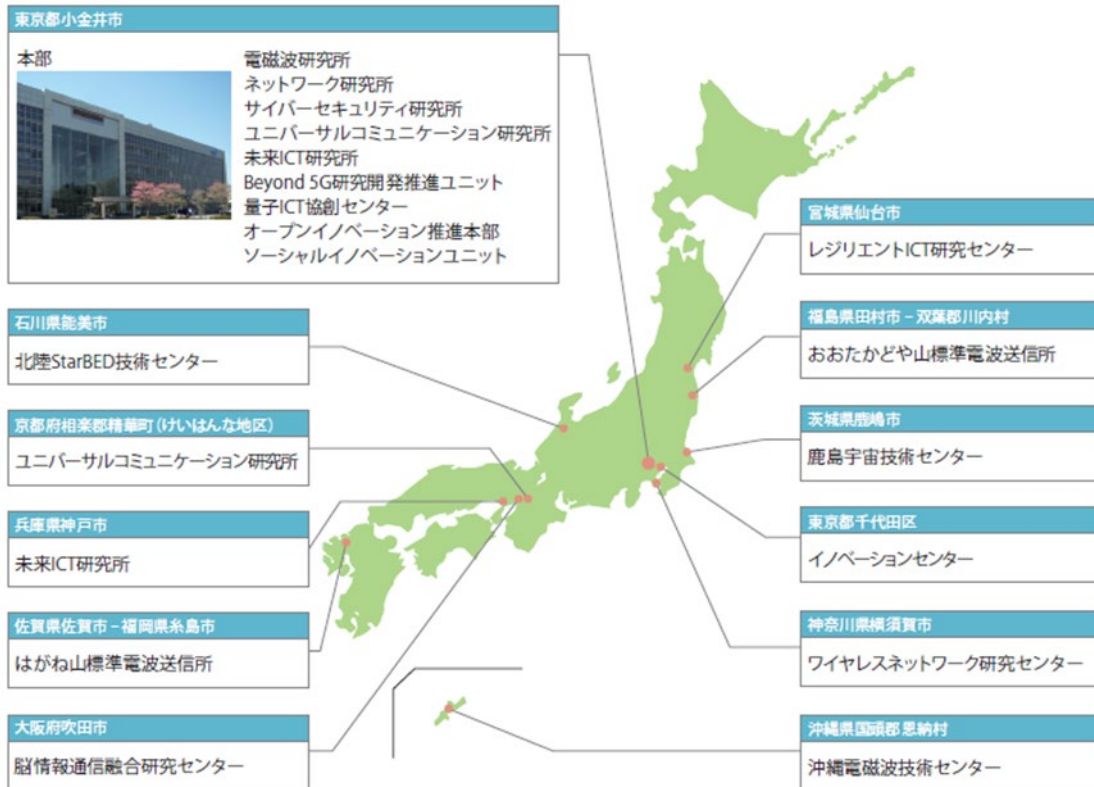 東京都小金井市
本部
電磁波研究所
ネットワーク研究所
サイバーセキュリティ研究所
ユニバーサルコミュニケーション研究所
未来ICT研究所
Beyond 5G研究開発推進ユニット
量子ICT協創センター
オープンイノベーション推進本部
ソーシャルイノベーションユニット
石川県能美市
北陸StarBED技術センター
京都府相楽郡精華町(けいはんな地区)
ユニバーサルコミュニケーション研究所
兵庫県神戸市
未来ICT研究所
佐賀県佐賀市－福岡県糸島市
はがね山標準電波送信所
大阪府吹田市
脳情報通信融合研究センター
宮城県仙台市
レジリエントICT研究センター
福島県田村市－双葉郡川内村
おおたかどや山標準電波送信所
茨城県鹿嶋市
鹿島宇宙技術センター
東京都千代田区
イノベーションセンター
神奈川県横須賀市
ワイヤレスネットワーク研究センター
沖縄県国頭郡恩納村
沖縄電磁波技術センター